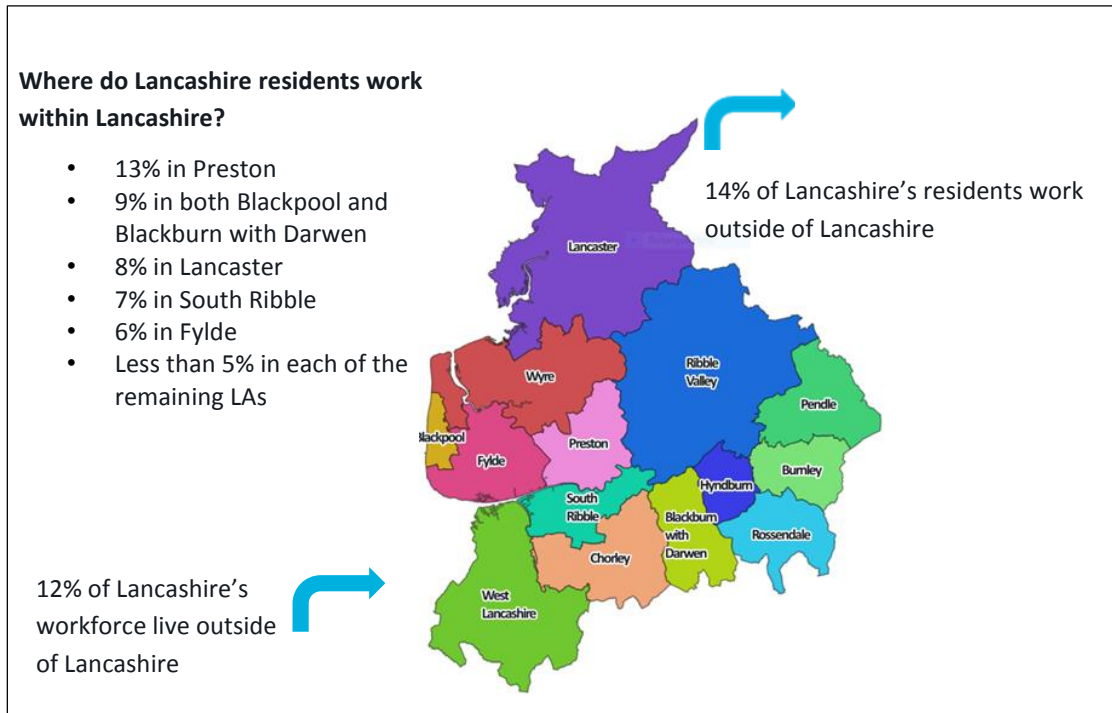 Where do Lancashire residents work
within Lancashire?
• 13% in Preston
• 9% in both Blackpool and
Blackburn with Darwen
• 8% in Lancaster
• 7% in South Ribble
• 6% in Fylde
• Less than 5% in each of the
remaining LAs
14% of Lancashire’s residents work
outside of Lancashire
Lancaster
Wyre
Ribble
Valley
Pendle
Blackpool
Fylde
Preston
Burnley
Hyndburn
South
Ribble
Blackburn
with
Darwen
Rossendale
Chorley
West
Lancashire
12% of Lancashire’s
workforce live outside
of Lancashire